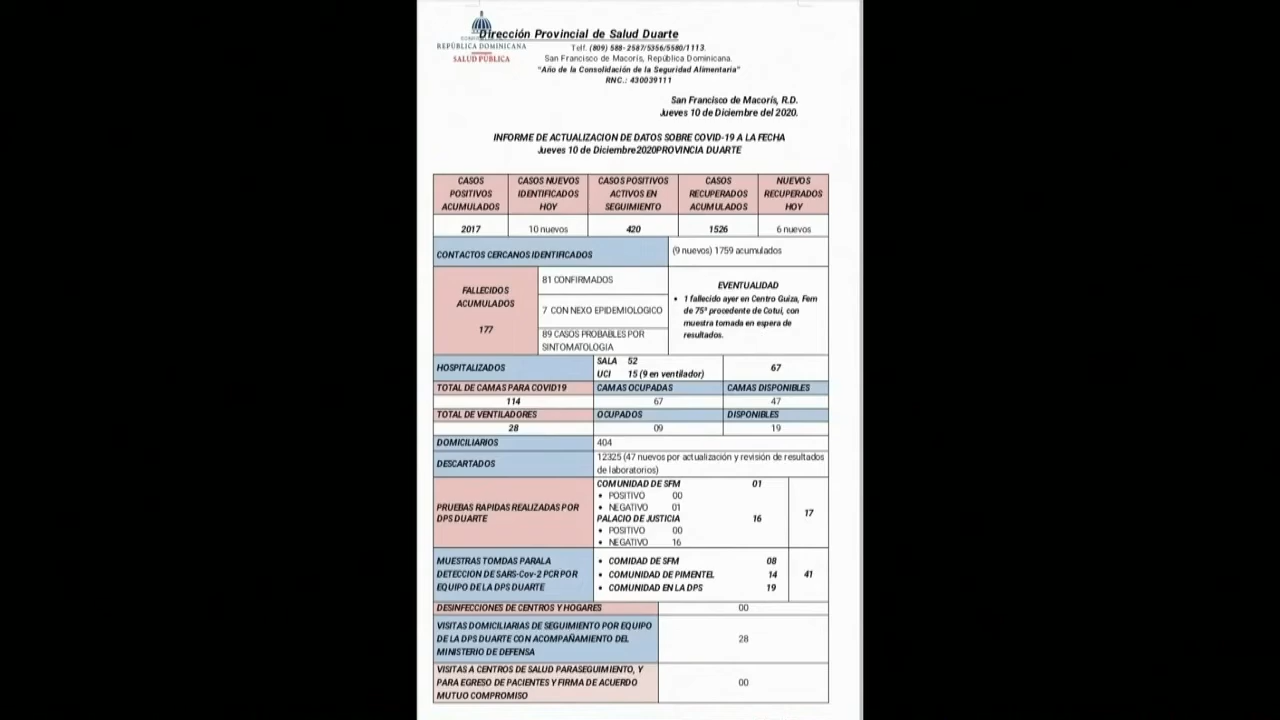 Dirección Provincial de Salud Duarte
REPÚBLICA DOMINICANA
SALUD PÚBLICA
Telf. (809) 588-2587/5356/5580/1113.
San Francisco de Macorís, República Dominicana.
"Año de la Consolidación de la Seguridad Alimentaria"
RNC.: 430039111
San Francisco de Macorís, R.D.
Jueves 10 de Diciembre del 2020.
INFORME DE ACTUALIZACION DE DATOS SOBRE COVID-19 A LA FECHA
Jueves 10 de Diciembre2020PROVINCIA DUARTE
CASOS POSITIVOS ACUMULADOS
CASOS NUEVOS IDENTIFICADOS HOY
CASOS POSITIVOS ACTIVOS EN SEGUIMIENTO
CASOS RECUPERADOS ACUMULADOS
NUEVOS RECUPERADOS HOY
2017 10 nuevos 420 1526 6 nuevos
CONTACTOS CERCANOS IDENTIFICADOS (9 nuevos) 1759 acumulados
FALLECIDOS
ACUMULADOS
177
81 CONFIRMADOS
7 CON NEXO EPIDEMIOLOGICO
89 CASOS PROBABLES POR
SINTOMATOLOGIA
EVENTUALIDAD
• 1 fallecido ayer en Centro Guiza, Fem
de 75ª procedente de Cotui, con
muestra tomada en espera de
resultados.
HOSPITALIZADOS
SALA 52
UCI 15 (9 en ventilador)
67
TOTAL DE CAMAS PARA COVID19 CAMAS OCUPADAS CAMAS DISPONIBLES
114 67 47
TOTAL DE VENTILADORES OCUPADOS DISPONIBLES
28 09 19
DOMICILIARIOS 404
DESCARTADOS
12325 (47 nuevos por actualización y revisión de resultados
de laboratorios)
PRUEBAS RAPIDAS REALIZADAS POR
DPS DUARTE
COMUNIDAD DE SFM 01
• POSITIVO 00
• NEGATIVO 01
PALACIO DE JUSTICIA 16
• POSITIVO 00
• NEGATIVO 16
17
MUESTRAS TOMDAS PARALA
DETECCION DE SARS-Cov-2 PCR POR
EQUIPO DE LA DPS DUARTE
• COMIDAD DE SFM 08
• COMUNIDAD DE PIMENTEL 14
• COMUNIDAD EN LA DPS 19
41
DESINFECCIONES DE CENTROS Y HOGARES 00
VISITAS DOMICILIARIAS DE SEGUIMIENTO POR EQUIPO
DE LA DPS DUARTE CON ACOMPAÑAMIENTO DEL
MINISTERIO DE DEFENSA
28
VISITAS A CENTROS DE SALUD PARASEGUIMIENTO, Y
PARA EGRESO DE PACIENTES Y FIRMA DE ACUERDO
MUTUO COMPROMISO
00